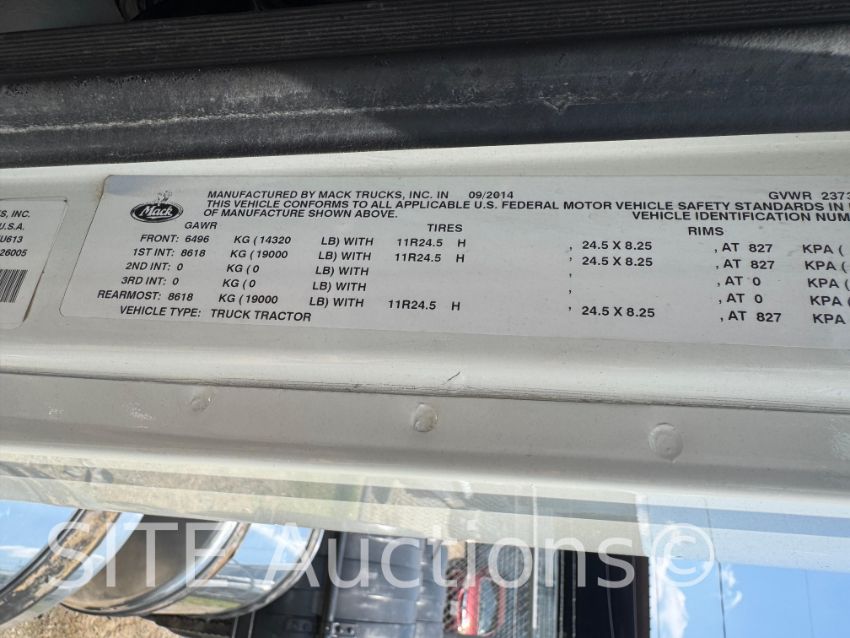 S, INC.
U.S.A.
U613
26005
Mack
MANUFACTURED BY MACK TRUCKS, INC. IN 09/2014 GVWR 2373
THIS VEHICLE CONFORMS TO ALL APPLICABLE U.S. FEDERAL MOTOR VEHICLE SAFETY STANDARDS IN
OF MANUFACTURE SHOWN ABOVE. VEHICLE IDENTIFICATION NUM
GAWR TIRES RIMS
FRONT: 6496 KG ( 14320 LB) WITH 11R24.5 H , 24.5 X 8.25 , AT 827 KPA (
1ST INT: 8618 KG ( 19000 LB) WITH 11R24.5 H , 24.5 X 8.25 , AT 827 KPA (
2ND INT: 0 KG ( 0 LB) WITH , , AT 0 KPA (
3RD INT: 0 KG ( 0 LB) WITH , , AT 0 KPA (
REARMOST: 8618 KG ( 19000 LB) WITH 11R24.5 H , 24.5 X 8.25 , AT 827 KPA
VEHICLE TYPE: TRUCK TRACTOR
SITE Auctions.com©